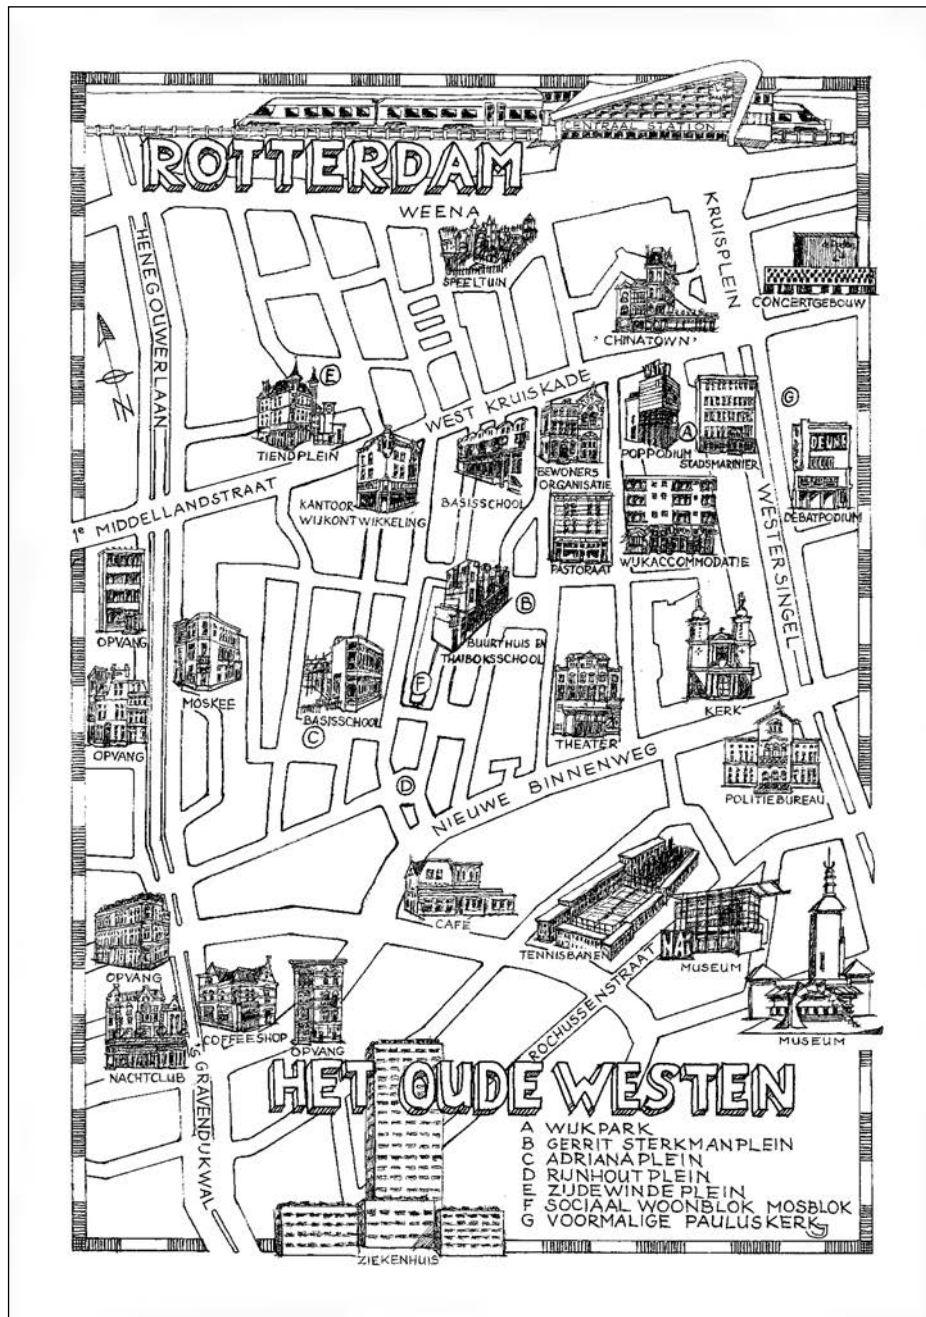 CENTRAAL STATION
ROTTERDAM
WEENA
KRUISPLEIN
HENEGOUWERLAAN
SPEELTUIN
CONCERTGEBOUW
'CHINATOWN'
E
WEST KRUISKADE
G
TIENDPLEIN
A
POPPODIUM
STADSMARINIER
DEUNE
BEWONERS
ORGANISATIE
N
KANTOOR
WIJKONTWIKKELING
BASISSCHOOL
1e MIDDELLANDSTRAAT
DEBATPODIUM
WESTERSINGEL
PASTORAAT
WIJKACCOMMODATIE
B
OPVANG
BUURTHUIS EN
THAIBOKSSCHOOL
F
MOSKEE
BASISSCHOOL
C
KERK
THEATER
OPVANG
D
NIEUWE BINNENWEG
POLITIEBUREAU
CAFÉ
TENNISBANEN
NAi
MUSEUM
OPVANG
ROCHUSSENSTRAAT
COFFEESHOP
OPVANG
MUSEUM
NACHTCLUB
'S GRAVENDIJKWAL
HET OUDE WESTEN
A WIJKPARK
B GERRIT STERKMANPLEIN
C ADRIANAPLEIN
D RIJNHOUTPLEIN
E ZIJDEWINDEPLEIN
F SOCIAAL WOONBLOK MOSBLOK
G VOORMALIGE PAULUSKERK
ZIEKENHUIS